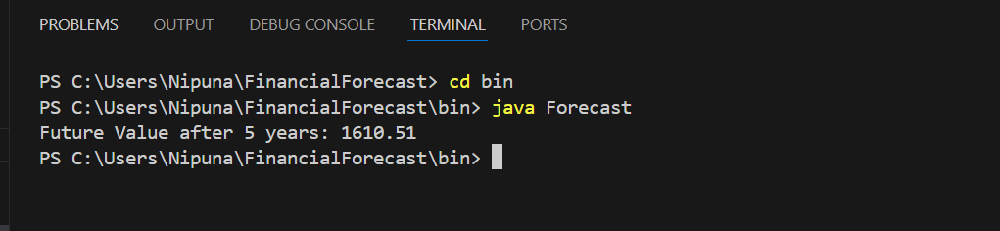 PROBLEMS OUTPUT DEBUG CONSOLE TERMINAL PORTS
PS C:\Users\Nipuna\FinancialForecast> cd bin
PS C:\Users\Nipuna\FinancialForecast\bin> java Forecast
Future Value after 5 years: 1610.51
PS C:\Users\Nipuna\FinancialForecast\bin>